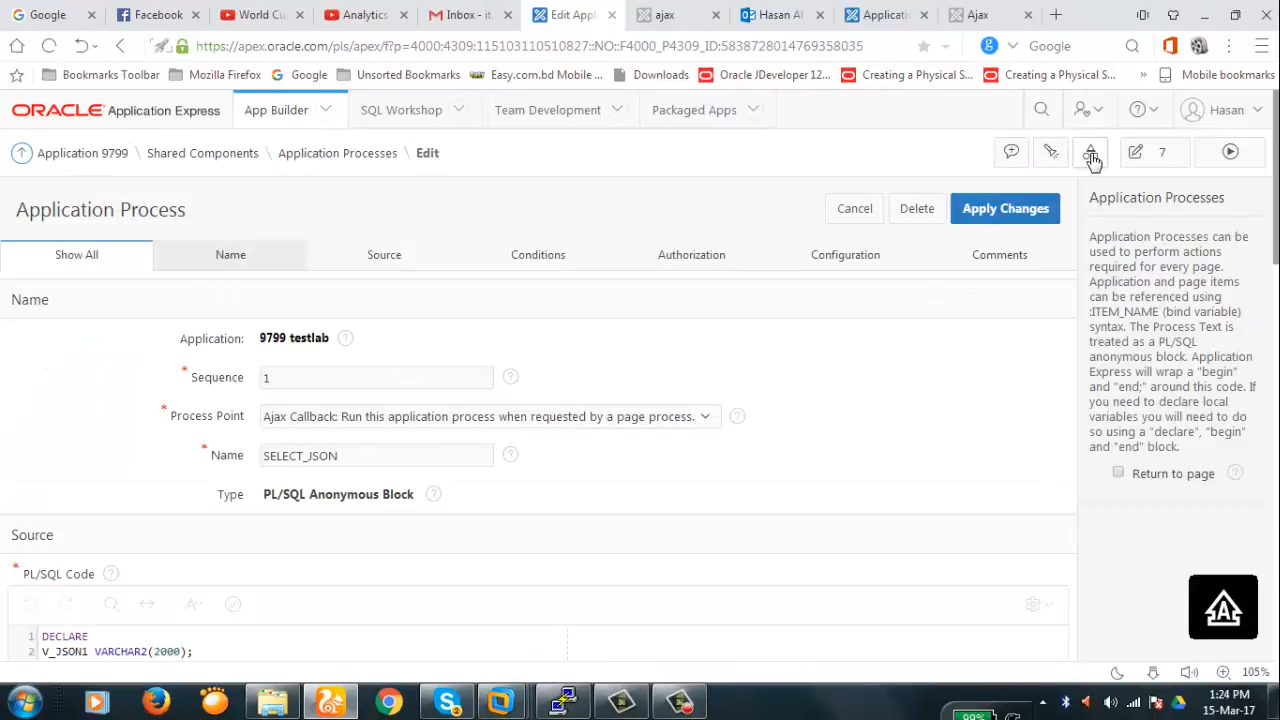 Google
Facebook
World Cu
Analytics
Inbox - it.
Edit Appl
ajax
Hasan Al
Applicati
Ajax
https://apex.oracle.com/pls/apex/f?p=4000:4309:115103110510827::NO::F4000_P4309_ID:5838728014769358035
Google
Bookmarks Toolbar
Mozilla Firefox
Google
Unsorted Bookmarks
Easy.com.bd Mobile ...
Downloads
Oracle JDeveloper 12...
Creating a Physical S...
Creating a Physical S...
Mobile bookmarks
ORACLE Application Express
App Builder
SQL Workshop
Team Development
Packaged Apps
Hasan
Application 9799 \ Shared Components \ Application Processes \ Edit
7
Application Process
Cancel
Delete
Apply Changes
Show All
Name
Source
Conditions
Authorization
Configuration
Comments
Name
Application: 9799 testlab
* Sequence 1
* Process Point Ajax Callback: Run this application process when requested by a page process.
* Name SELECT_JSON
Type PL/SQL Anonymous Block
Source
* PL/SQL Code
1 DECLARE
2 V_JSON1 VARCHAR2(2000);
Application Processes
Application Processes can be
used to perform actions
required for every page.
Application and page items
can be referenced using
:ITEM_NAME (bind variable)
syntax. The Process Text is
treated as a PL/SQL
anonymous block. Application
Express will wrap a "begin"
and "end;" around this code. If
you need to declare local
variables you will need to do
so using a "declare", "begin"
and "end" block.
Return to page
105%
99%
1:24 PM
15-Mar-17